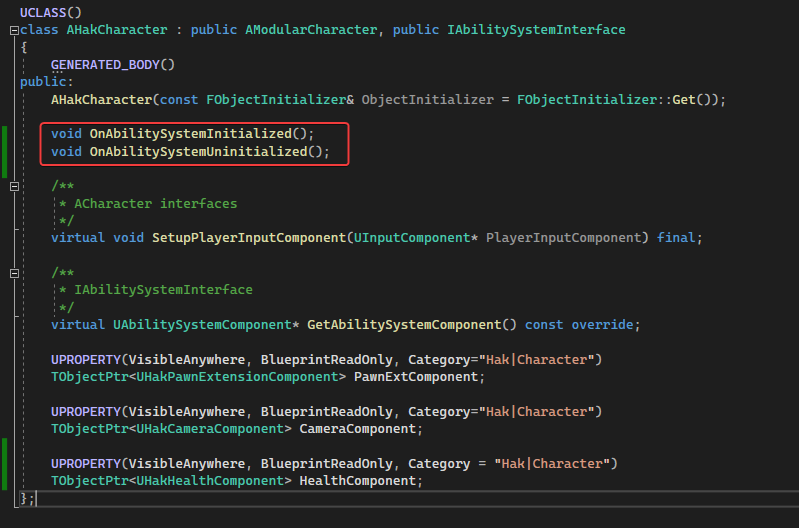 UCLASS()
class AHakCharacter : public AModularCharacter, public IAbilitySystemInterface
{
GENERATED_BODY()
public:
AHakCharacter(const FObjectInitializer& ObjectInitializer = FObjectInitializer::Get());
void OnAbilitySystemInitialized();
void OnAbilitySystemUninitialized();
/**
* ACharacter interfaces
*/
virtual void SetupPlayerInputComponent(UInputComponent* PlayerInputComponent) final;
/**
* IAbilitySystemInterface
*/
virtual UAbilitySystemComponent* GetAbilitySystemComponent() const override;
UPROPERTY(VisibleAnywhere, BlueprintReadOnly, Category="Hak|Character")
TObjectPtr<UHakPawnExtensionComponent> PawnExtComponent;
UPROPERTY(VisibleAnywhere, BlueprintReadOnly, Category="Hak|Character")
TObjectPtr<UHakCameraComponent> CameraComponent;
UPROPERTY(VisibleAnywhere, BlueprintReadOnly, Category = "Hak|Character")
TObjectPtr<UHakHealthComponent> HealthComponent;
};